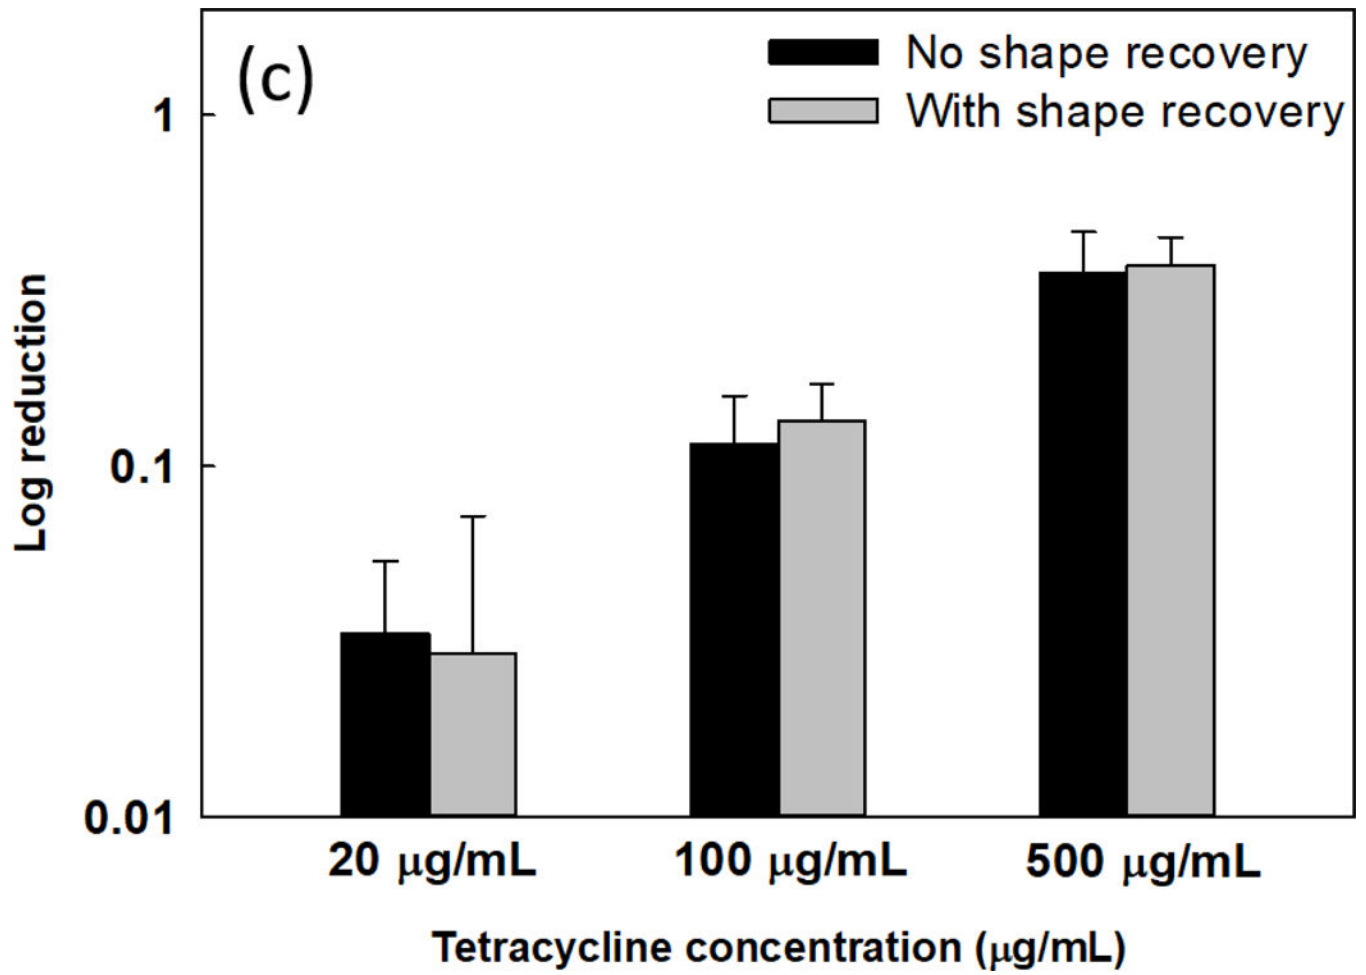 (c)
No shape recovery
With shape recovery
1
0.1
0.01
Log reduction
20 μg/mL 100 μg/mL 500 μg/mL
Tetracycline concentration (μg/mL)